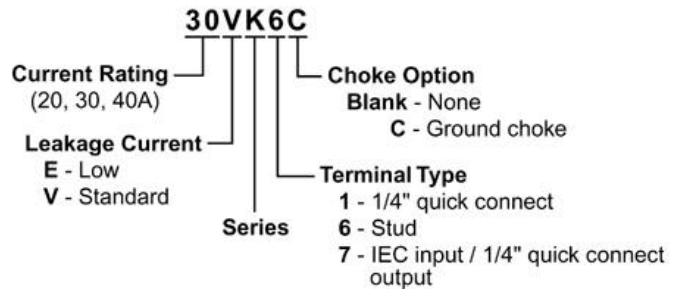 30VK6C
Current Rating
(20, 30, 40A)
Leakage Current
E - Low
V - Standard
Series
Choke Option
Blank - None
C - Ground choke
Terminal Type
1 - 1/4" quick connect
6 - Stud
7 - IEC input / 1/4" quick connect
output